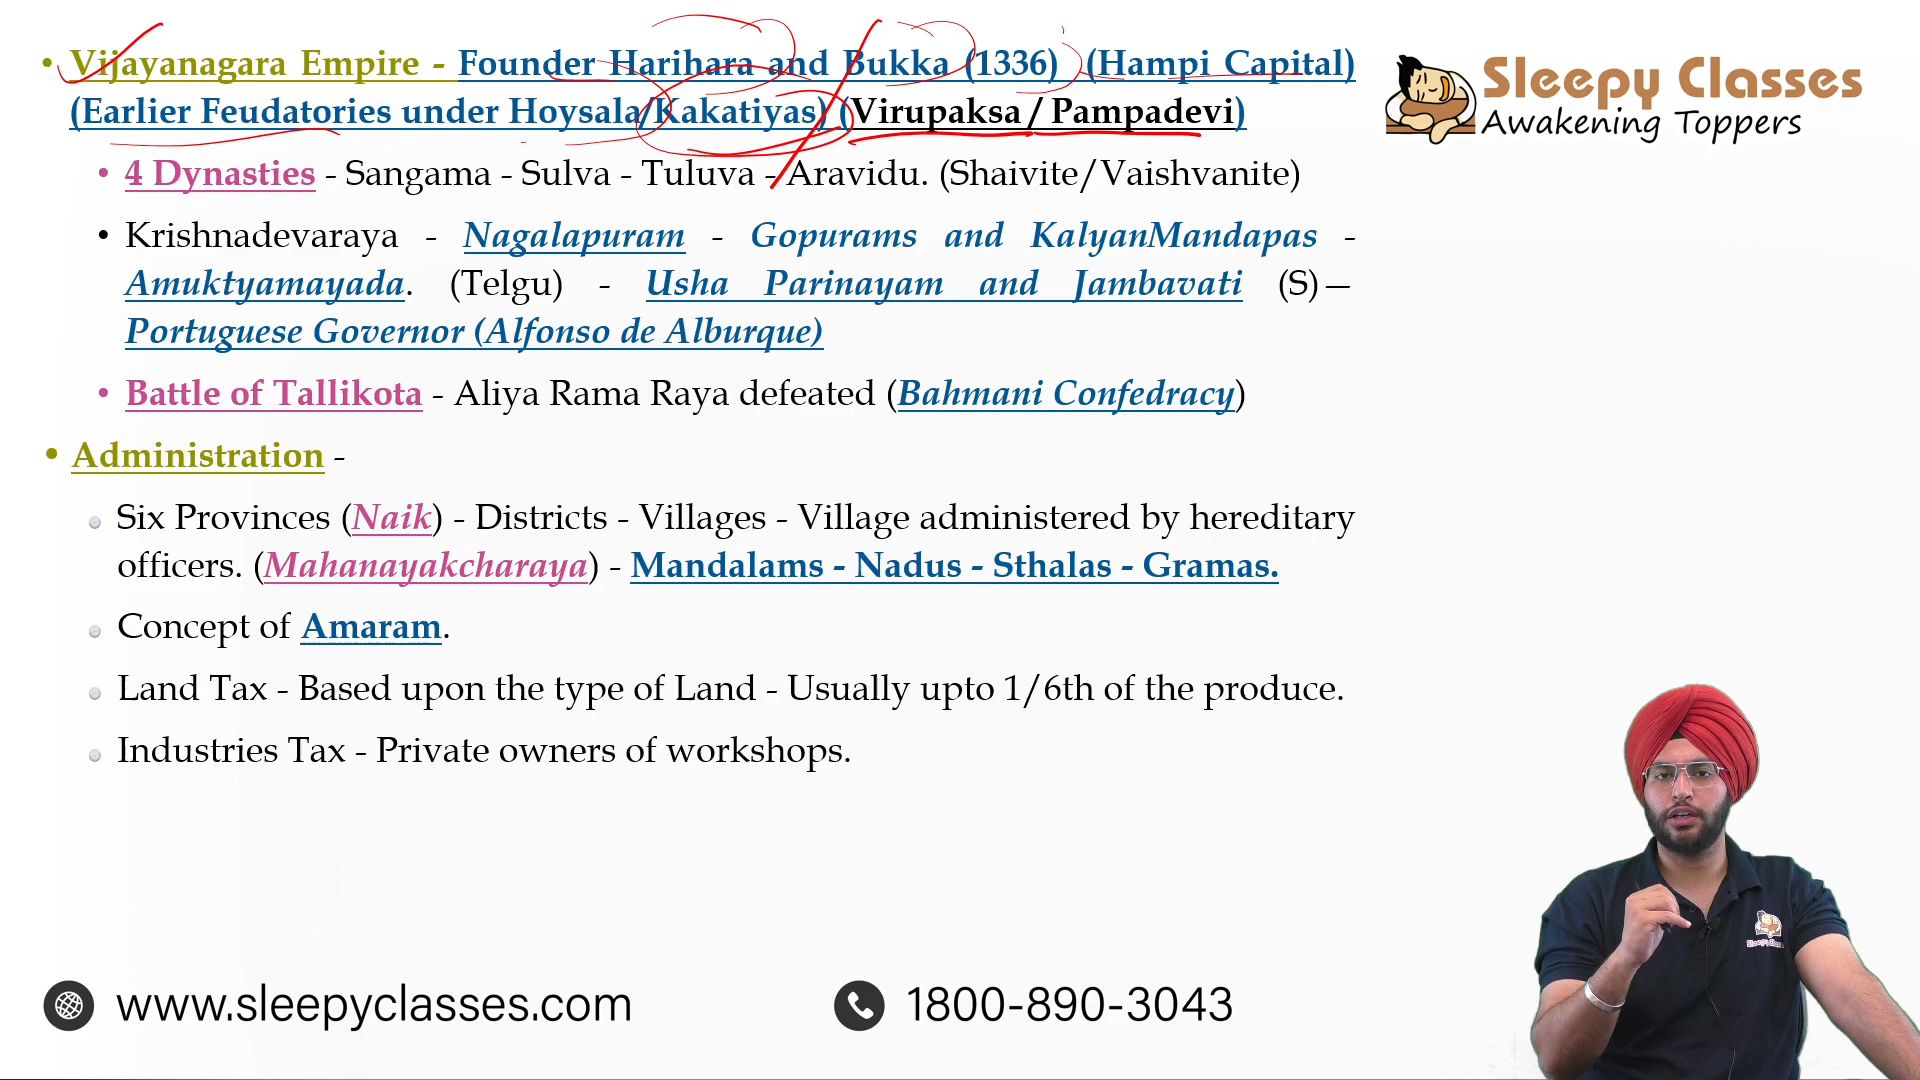 • Vijayanagara Empire - Founder Harihara and Bukka (1336) (Hampi Capital)
(Earlier Feudatories under Hoysala/Kakatiyas) (Virupaksa / Pampadevi)
• 4 Dynasties - Sangama - Sulva - Tuluva - Aravidu. (Shaivite/Vaishvanite)
• Krishnadevaraya - Nagalapuram - Gopurams and KalyanMandapas -
Amuktyamayada. (Telgu) - Usha Parinayam and Jambavati (S)—
Portuguese Governor (Alfonso de Alburque)
• Battle of Tallikota - Aliya Rama Raya defeated (Bahmani Confedracy)
• Administration -
Six Provinces (Naik) - Districts - Villages - Village administered by hereditary
officers. (Mahanayakcharaya) - Mandalams - Nadus - Sthalas - Gramas.
Concept of Amaram.
Land Tax - Based upon the type of Land - Usually upto 1/6th of the produce.
Industries Tax - Private owners of workshops.
Sleepy Classes
Awakening Toppers
www.sleepyclasses.com
1800-890-3043